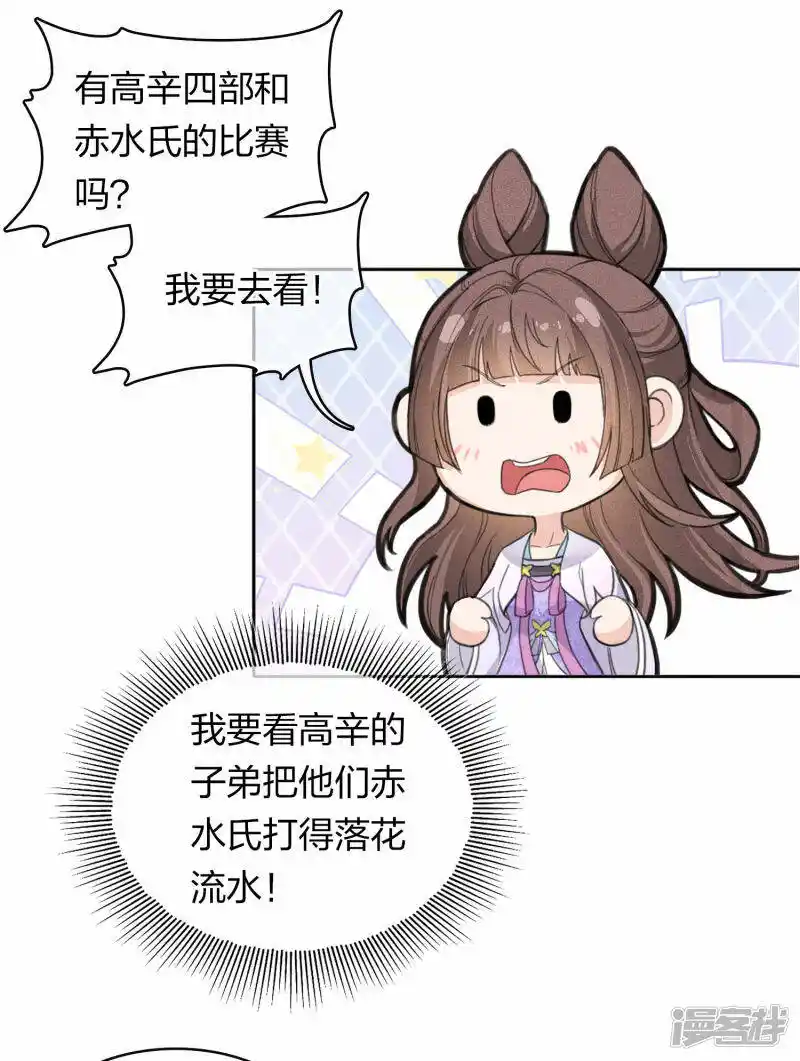 有高辛四部和
赤水氏的比赛
吗？
我要去看！
我要看高辛的
子弟把他们赤
水氏打得落花
流水！
漫客栈